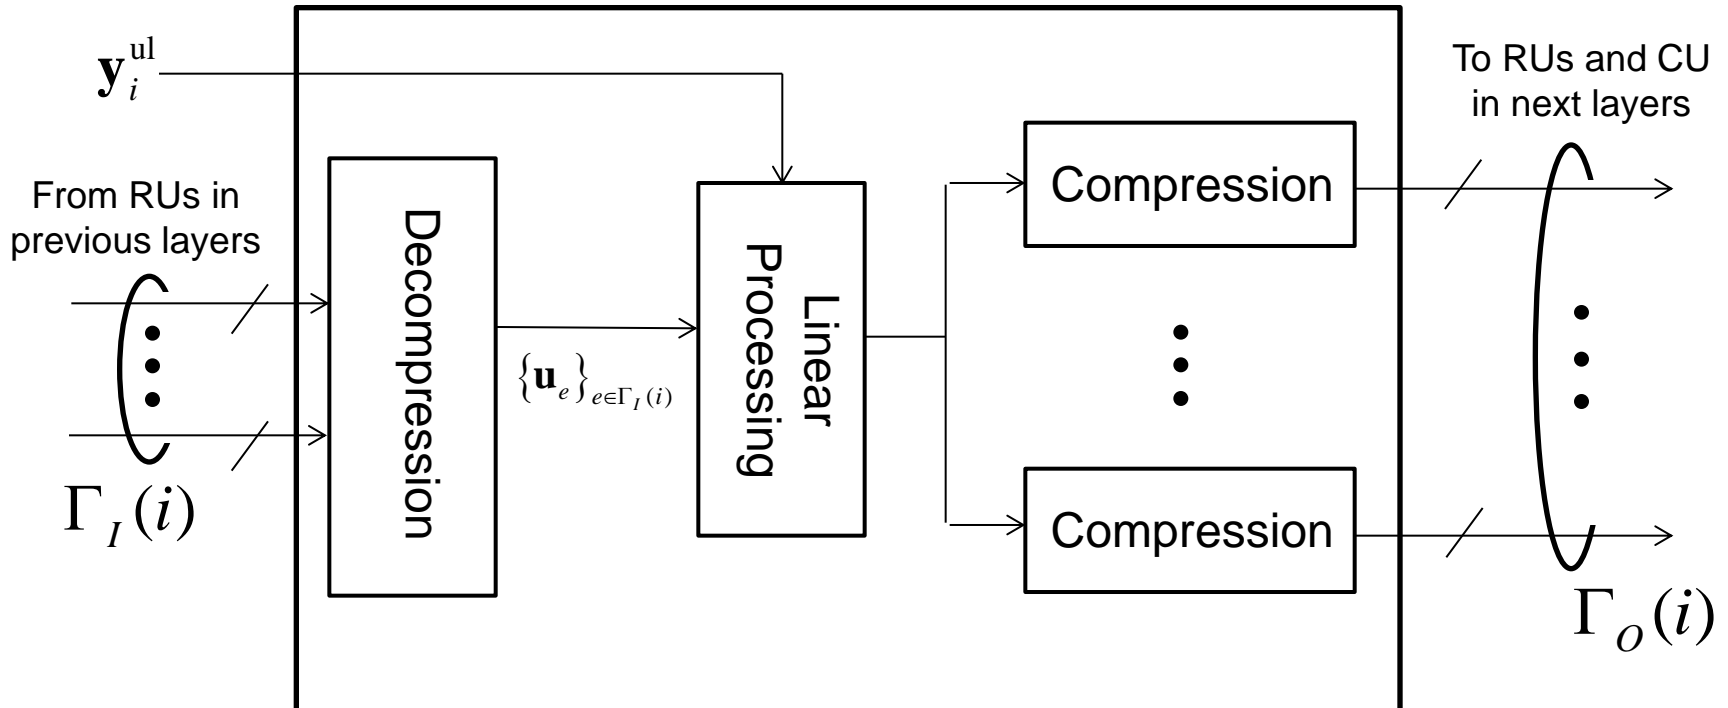 y_i^ul
To RUs and CU
in next layers
From RUs in
previous layers
Γ_I(i)
Decompression
{u_e}_{e∈Γ_I(i)}
Linear
Processing
Compression
Compression
Γ_O(i)